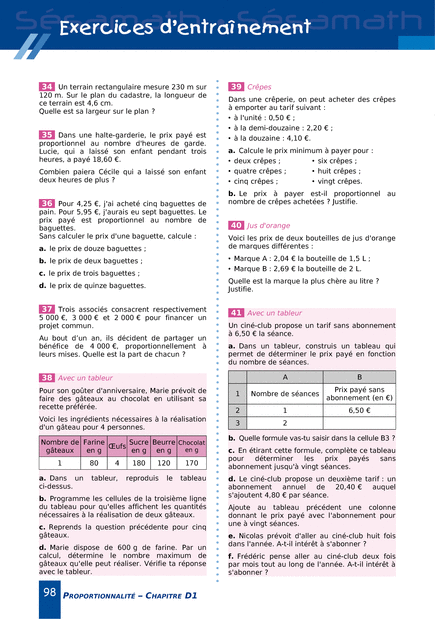 Exercices d'entraînement
34 Un terrain rectangulaire mesure 230 m sur
120 m. Sur le plan du cadastre, la longueur de
ce terrain est 4,6 cm.
Quelle est sa largeur sur le plan ?
35 Dans une halte-garderie, le prix payé est
proportionnel au nombre d'heures de garde.
Lucie, qui a laissé son enfant pendant trois
heures, a payé 18,60 €.
Combien paiera Cécile qui a laissé son enfant
deux heures de plus ?
36 Pour 4,25 €, j'ai acheté cinq baguettes de
pain. Pour 5,95 €, j'aurais eu sept baguettes. Le
prix payé est proportionnel au nombre de
baguettes.
Sans calculer le prix d'une baguette, calcule :
a. le prix de douze baguettes ;
b. le prix de deux baguettes ;
c. le prix de trois baguettes ;
d. le prix de quinze baguettes.
37 Trois associés consacrent respectivement
5 000 €, 3 000 € et 2 000 € pour financer un
projet commun.
Au bout d'un an, ils décident de partager un
bénéfice de 4 000 €, proportionnellement à
leurs mises. Quelle est la part de chacun ?
38 Avec un tableur
Pour son goûter d'anniversaire, Marie prévoit de
faire des gâteaux au chocolat en utilisant sa
recette préférée.
Voici les ingrédients nécessaires à la réalisation
d'un gâteau pour 4 personnes.
Nombre de gâteaux Farine en g Œufs Sucre en g Beurre en g Chocolat en g
1 80 4 180 120 170
a. Dans un tableur, reproduis le tableau
ci-dessus.
b. Programme les cellules de la troisième ligne
du tableau pour qu'elles affichent les quantités
nécessaires à la réalisation de deux gâteaux.
c. Reprends la question précédente pour cinq
gâteaux.
d. Marie dispose de 600 g de farine. Par un
calcul, détermine le nombre maximum de
gâteaux qu'elle peut réaliser. Vérifie ta réponse
avec le tableur.
39 Crêpes
Dans une crêperie, on peut acheter des crêpes
à emporter au tarif suivant :
• à l'unité : 0,50 € ;
• à la demi-douzaine : 2,20 € ;
• à la douzaine : 4,10 €.
a. Calcule le prix minimum à payer pour :
• deux crêpes ; • six crêpes ;
• quatre crêpes ; • huit crêpes ;
• cinq crêpes ; • vingt crêpes.
b. Le prix à payer est-il proportionnel au
nombre de crêpes achetées ? Justifie.
40 Jus d'orange
Voici les prix de deux bouteilles de jus d'orange
de marques différentes :
• Marque A : 2,04 € la bouteille de 1,5 L ;
• Marque B : 2,69 € la bouteille de 2 L.
Quelle est la marque la plus chère au litre ?
Justifie.
41 Avec un tableur
Un ciné-club propose un tarif sans abonnement
à 6,50 € la séance.
a. Dans un tableur, construis un tableau qui
permet de déterminer le prix payé en fonction
du nombre de séances.
A B
1 Nombre de séances Prix payé sans abonnement (en €)
2 1 6,50 €
3 2
b. Quelle formule vas-tu saisir dans la cellule B3 ?
c. En étirant cette formule, complète ce tableau
pour déterminer les prix payés sans
abonnement jusqu'à vingt séances.
d. Le ciné-club propose un deuxième tarif : un
abonnement annuel de 20,40 € auquel
s'ajoutent 4,80 € par séance.
Ajoute au tableau précédent une colonne
donnant le prix payé avec l'abonnement pour
une à vingt séances.
e. Nicolas prévoit d'aller au ciné-club huit fois
dans l'année. A-t-il intérêt à s'abonner ?
f. Frédéric pense aller au ciné-club deux fois
par mois tout au long de l'année. A-t-il intérêt à
s'abonner ?
98 PROPORTIONNALITÉ – CHAPITRE D1